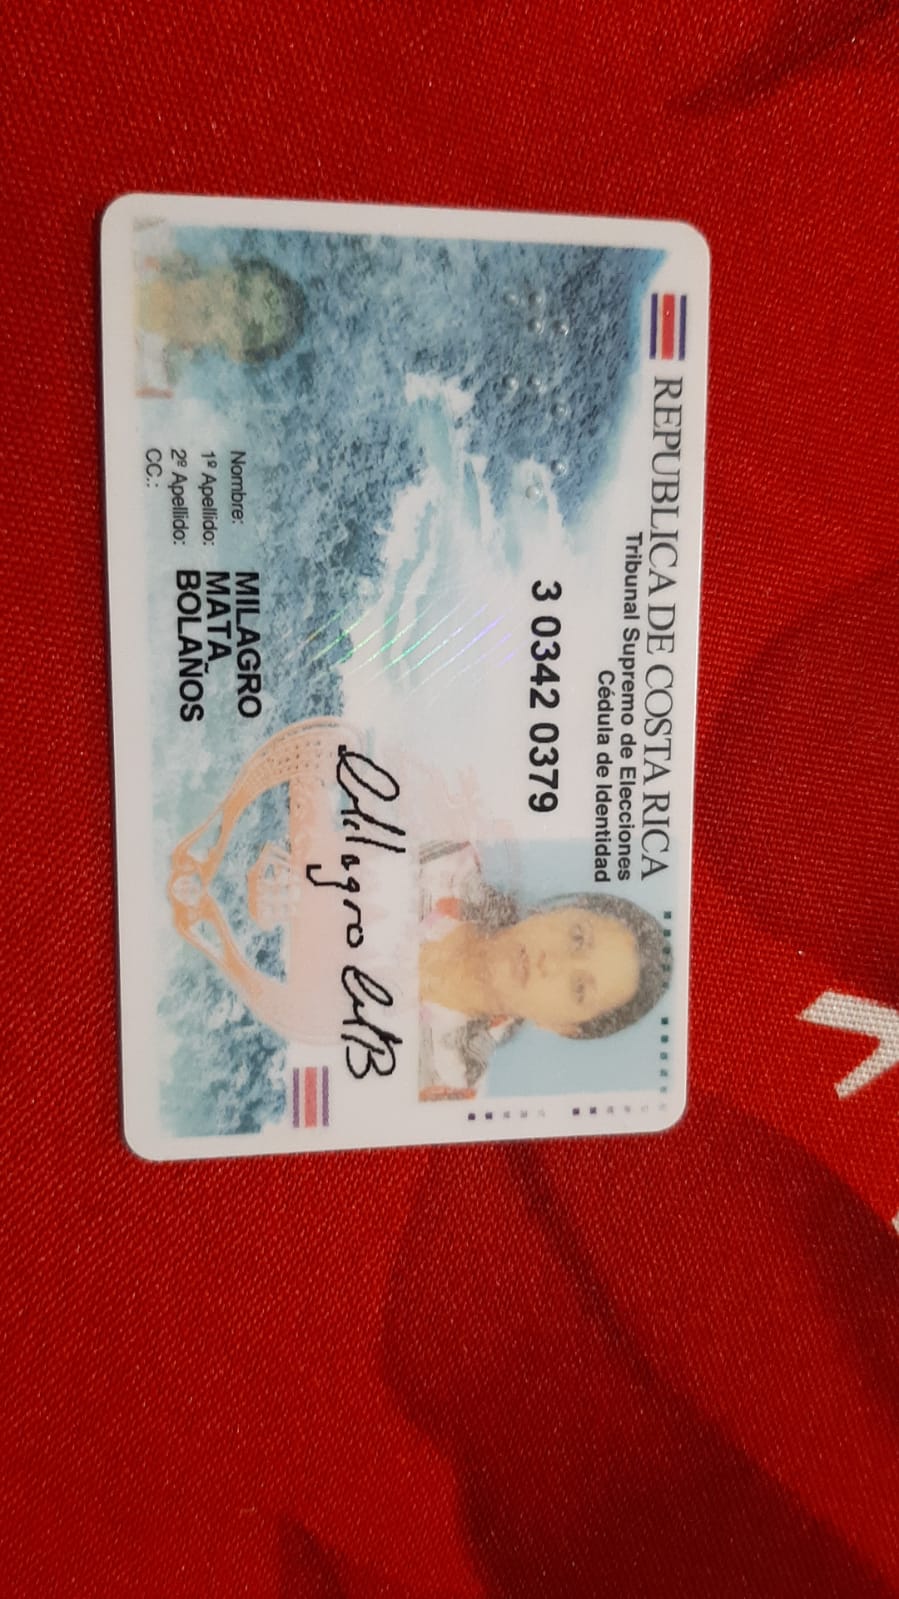 REPUBLICA DE COSTA RICA
Tribunal Supremo de Elecciones
Cédula de Identidad
3 0342 0379
Milagro
Nombre: MILAGRO
1º Apellido: MATA
2º Apellido: BOLAÑOS
CC.: